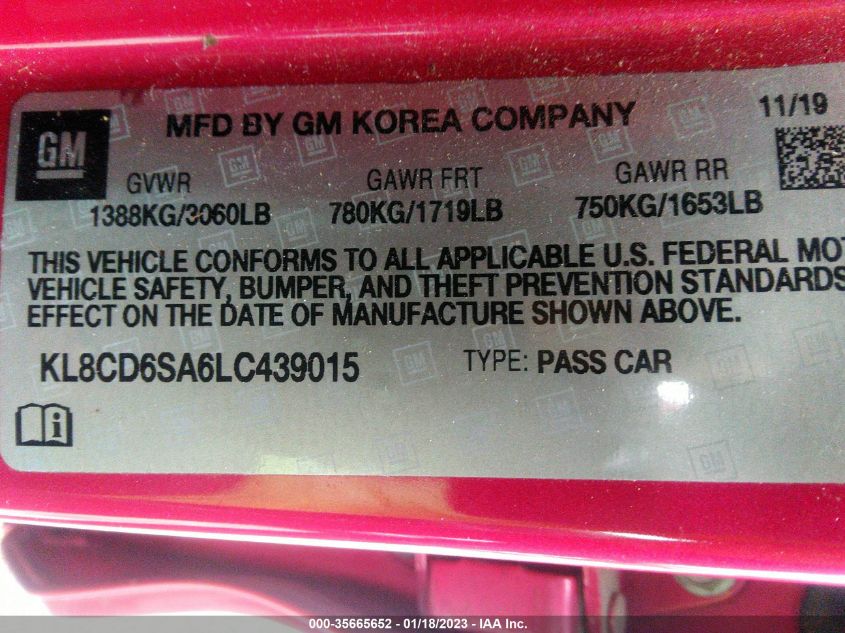 GM
MFD BY GM KOREA COMPANY
11/19
GVWR
GAWR FRT
GAWR RR
1388KG/3060LB
780KG/1719LB
750KG/1653LB
THIS VEHICLE CONFORMS TO ALL APPLICABLE U.S. FEDERAL MOT
VEHICLE SAFETY, BUMPER, AND THEFT PREVENTION STANDARDS
EFFECT ON THE DATE OF MANUFACTURE SHOWN ABOVE.
KL8CD6SA6LC439015
TYPE: PASS CAR
000-35665652 - 01/18/2023 - IAA Inc.